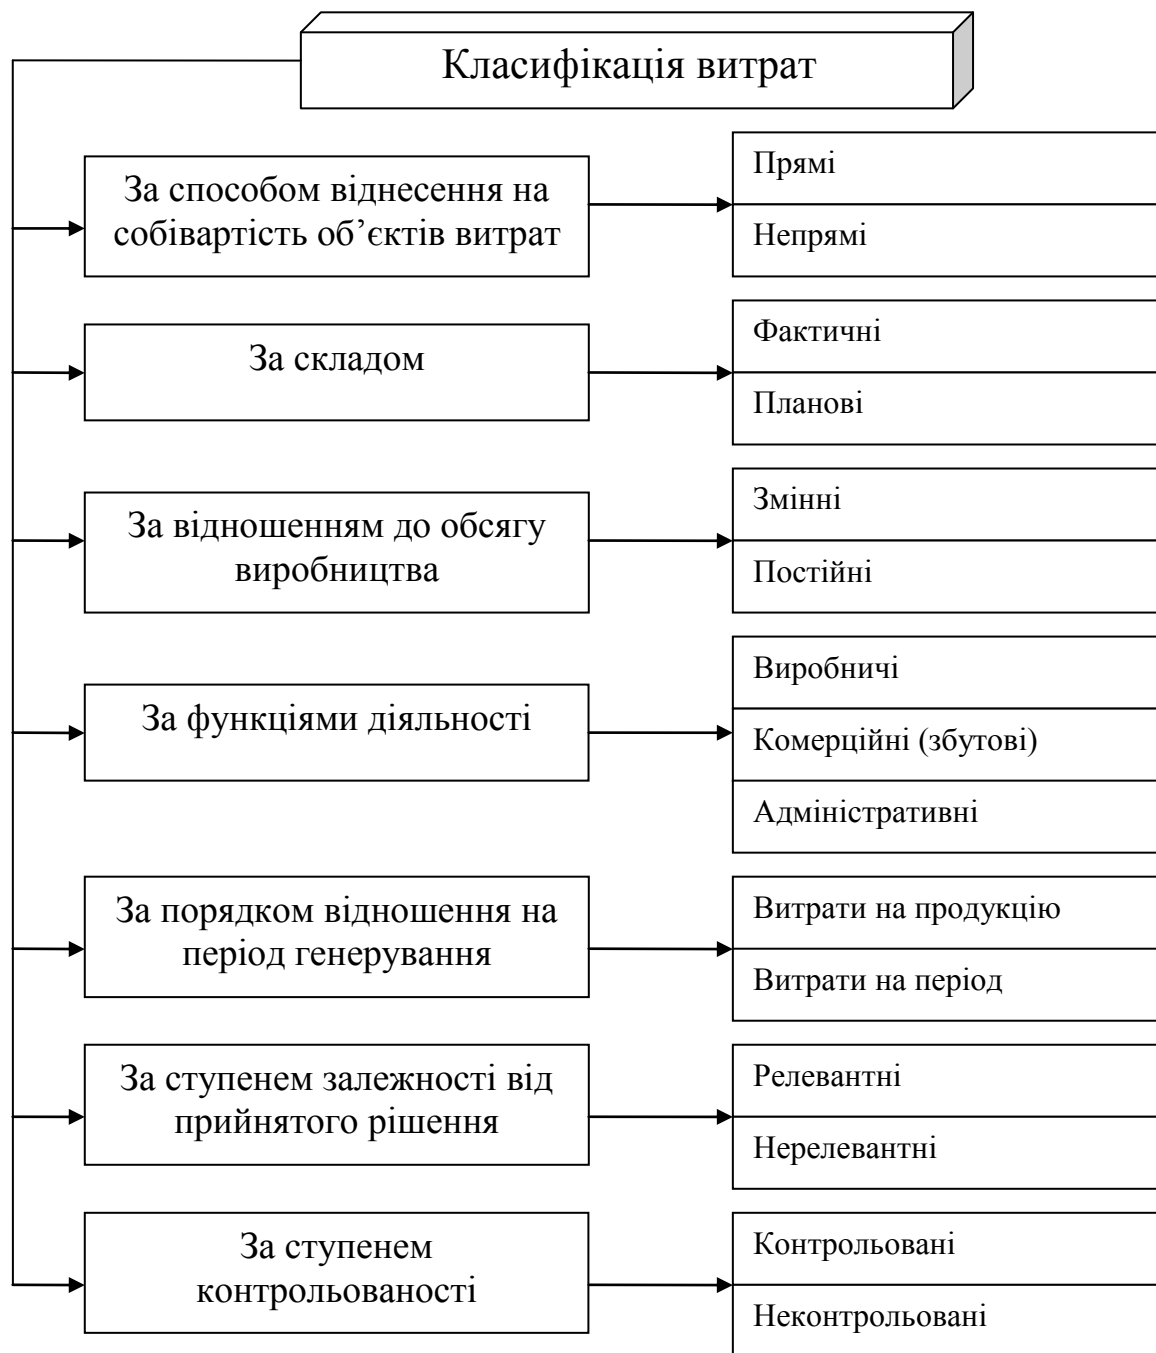 Класифікація витрат
За способом віднесення на
собівартість об’єктів витрат
Прямі
Непрямі
За складом
Фактичні
Планові
За відношенням до обсягу
виробництва
Змінні
Постійні
За функціями діяльності
Виробничі
Комерційні (збутові)
Адміністративні
За порядком відношення на
період генерування
Витрати на продукцію
Витрати на період
За ступенем залежності від
прийнятого рішення
Релевантні
Нерелевантні
За ступенем
контрольованості
Контрольовані
Неконтрольовані